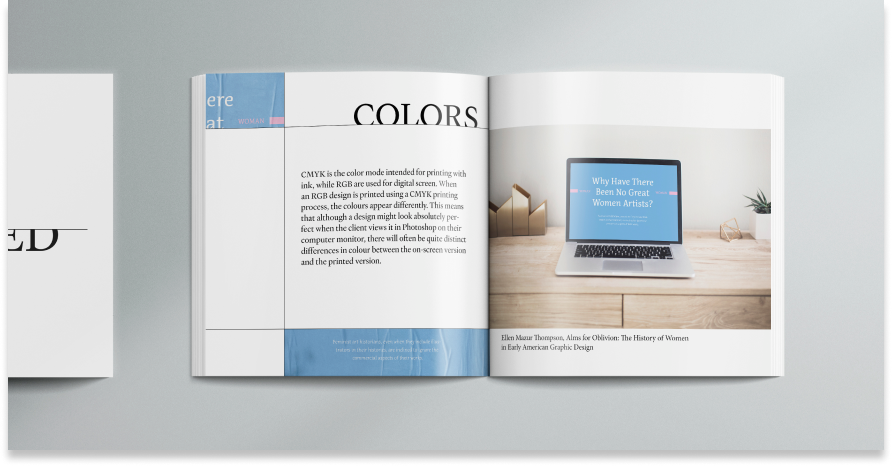 ED
ere
at
WOMAN
COLORS
CMYK is the color mode intended for printing with
ink, while RGB are used for digital screen. When
an RGB design is printed using a CMYK printing
process, the colours appear differently. This means
that although a design might look absolutely per-
fect when the client views it in Photoshop on their
computer monitor, there will often be quite distinct
differences in colour between the on-screen version
and the printed version.
Why Have There
Been No Great
Women Artists?
Ellen Mazur Thompson, Alms for Oblivion: The History of Women
in Early American Graphic Design